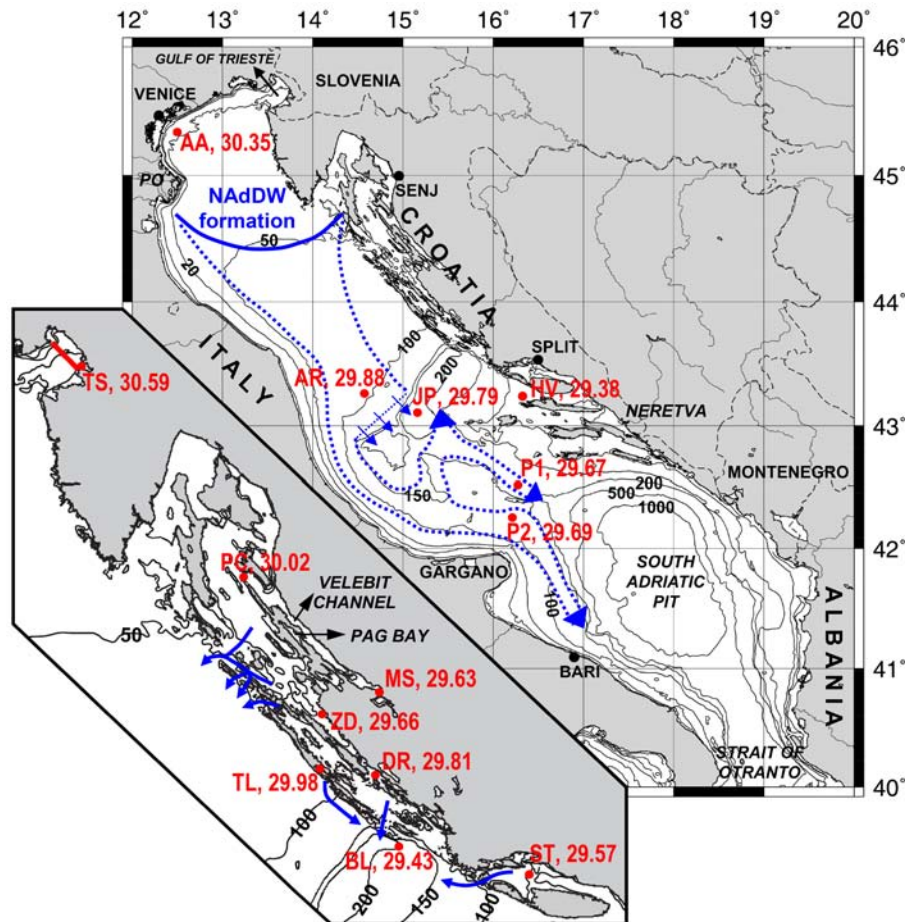 12° 13° 14° 15° 16° 17° 18° 19° 20°
46°
45°
44°
43°
42°
41°
40°
GULF OF TRIESTE
SLOVENIA
VENICE
AA, 30.35
PO
SENJ
NAdDW
formation
CROATIA
50
20
ITALY
100
200
SPLIT
AR, 29.88
JP, 29.79
HV, 29.38
NERETVA
P1, 29.67
MONTENEGRO
200
500
1000
150
P2, 29.69
GARGANO
SOUTH
ADRIATIC
PIT
100
BARI
ALBANIA
STRAIT OF
OTRANTO
TS, 30.59
PG, 30.02
VELEBIT
CHANNEL
PAG BAY
50
MS, 29.63
ZD, 29.66
DR, 29.81
TL, 29.98
100
BL, 29.43
ST, 29.57
200
150
100